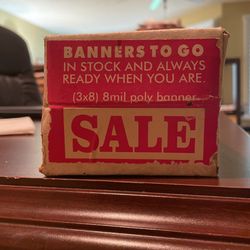 BANNERS TO GO
IN STOCK AND ALWAYS
READY WHEN YOU ARE.
(3x8) 8mil poly banner
SALE